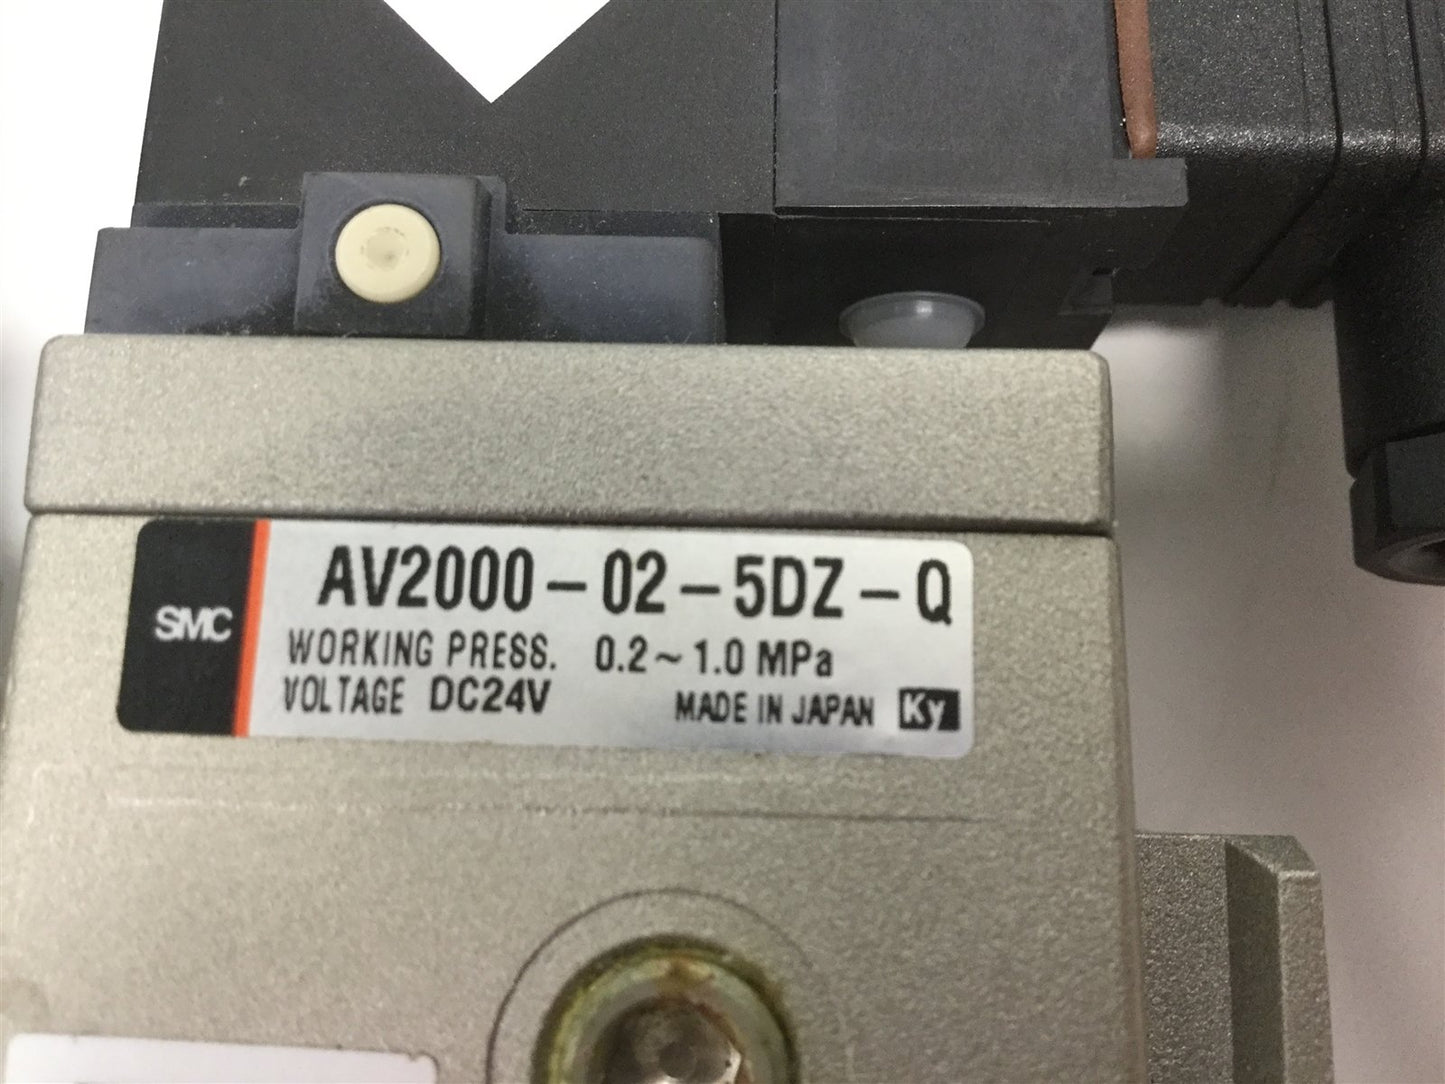 SMC
AV2000-02-5DZ-Q
WORKING PRESS. 0.2~1.0 MPa
VOLTAGE DC24V
MADE IN JAPAN KY